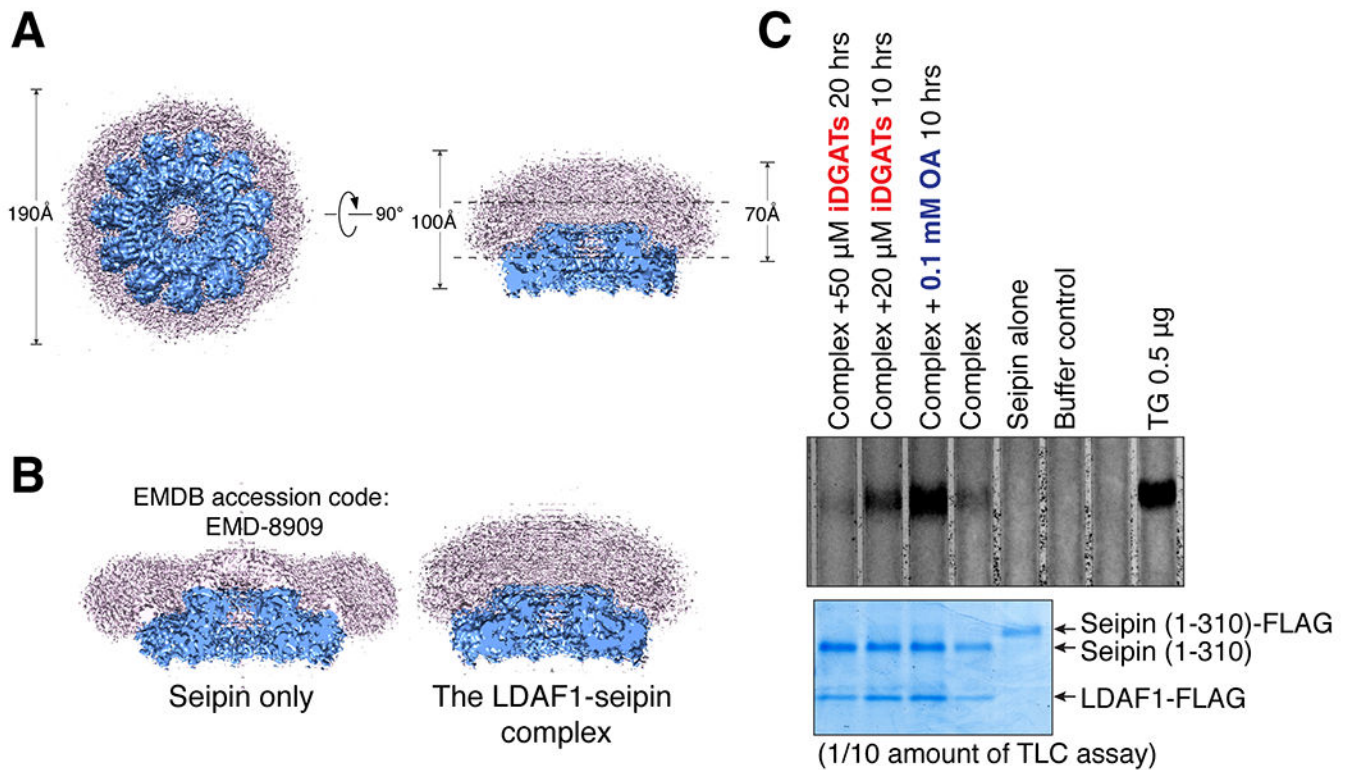 A
190Å
90°
100Å
70Å
B
EMDB accession code:
EMD-8909
Seipin only
The LDAF1-seipin
complex
C
Complex +50 µM iDGATs 20 hrs
Complex +20 µM iDGATs 10 hrs
Complex + 0.1 mM OA 10 hrs
Complex
Seipin alone
Buffer control
TG 0.5 µg
Seipin (1-310)-FLAG
Seipin (1-310)
LDAF1-FLAG
(1/10 amount of TLC assay)